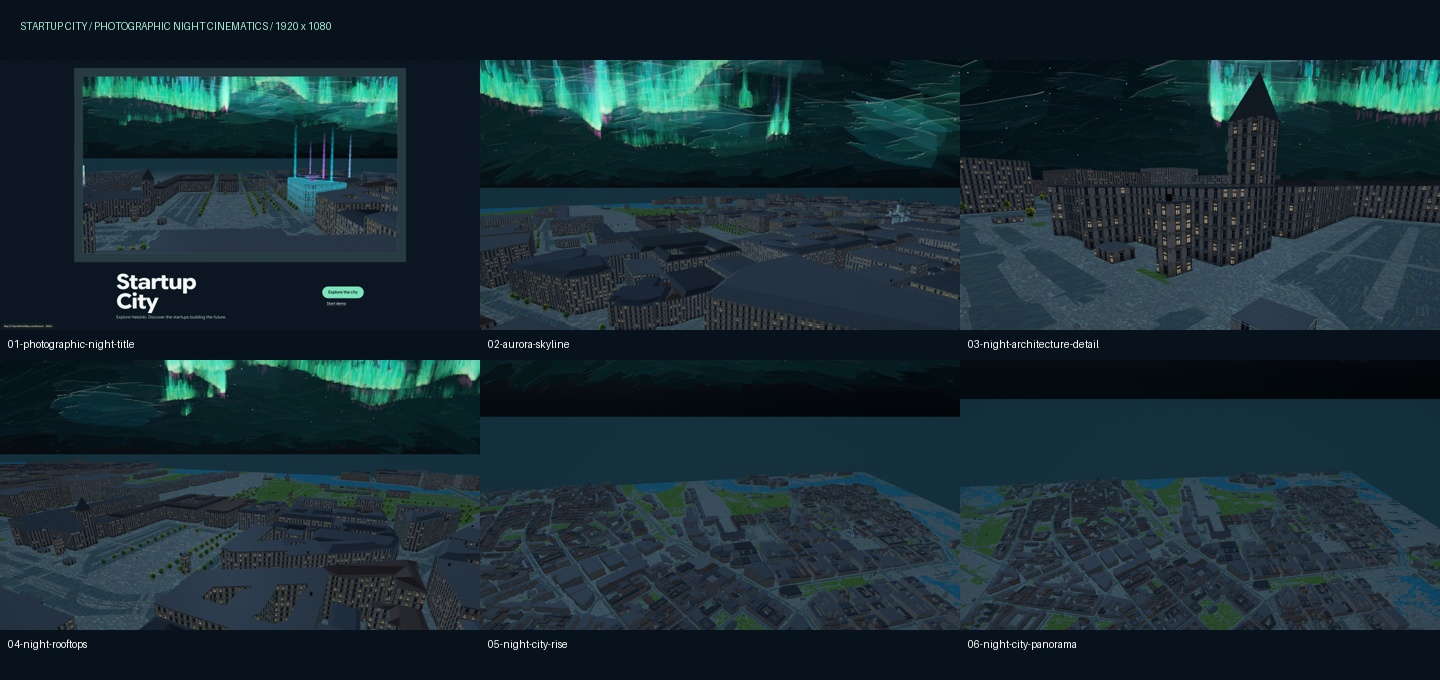 STARTUP CITY / PHOTOGRAPHIC NIGHT CINEMATICS / 1920 x 1080
Startup
City
Explore the city
Start demo
Explore Helsinki. Discover the startups building the future.
01-photographic-night-title
02-aurora-skyline
03-night-architecture-detail
04-night-rooftops
05-night-city-rise
06-night-city-panorama